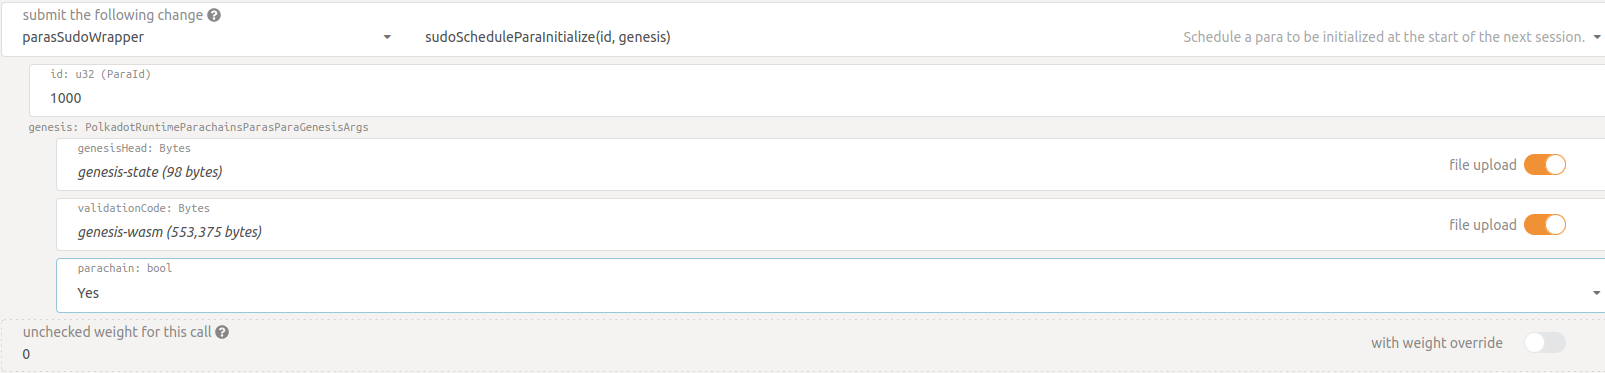 submit the following change ?
parasSudoWrapper sudoScheduleParaInitialize(id, genesis) Schedule a para to be initialized at the start of the next session.
id: u32 (ParaId)
1000
genesis: PolkadotRuntimeParachainsParasParaGenesisArgs
genesisHead: Bytes
genesis-state (98 bytes) file upload
validationCode: Bytes
genesis-wasm (553,375 bytes) file upload
parachain: bool
Yes
unchecked weight for this call ?
0 with weight override